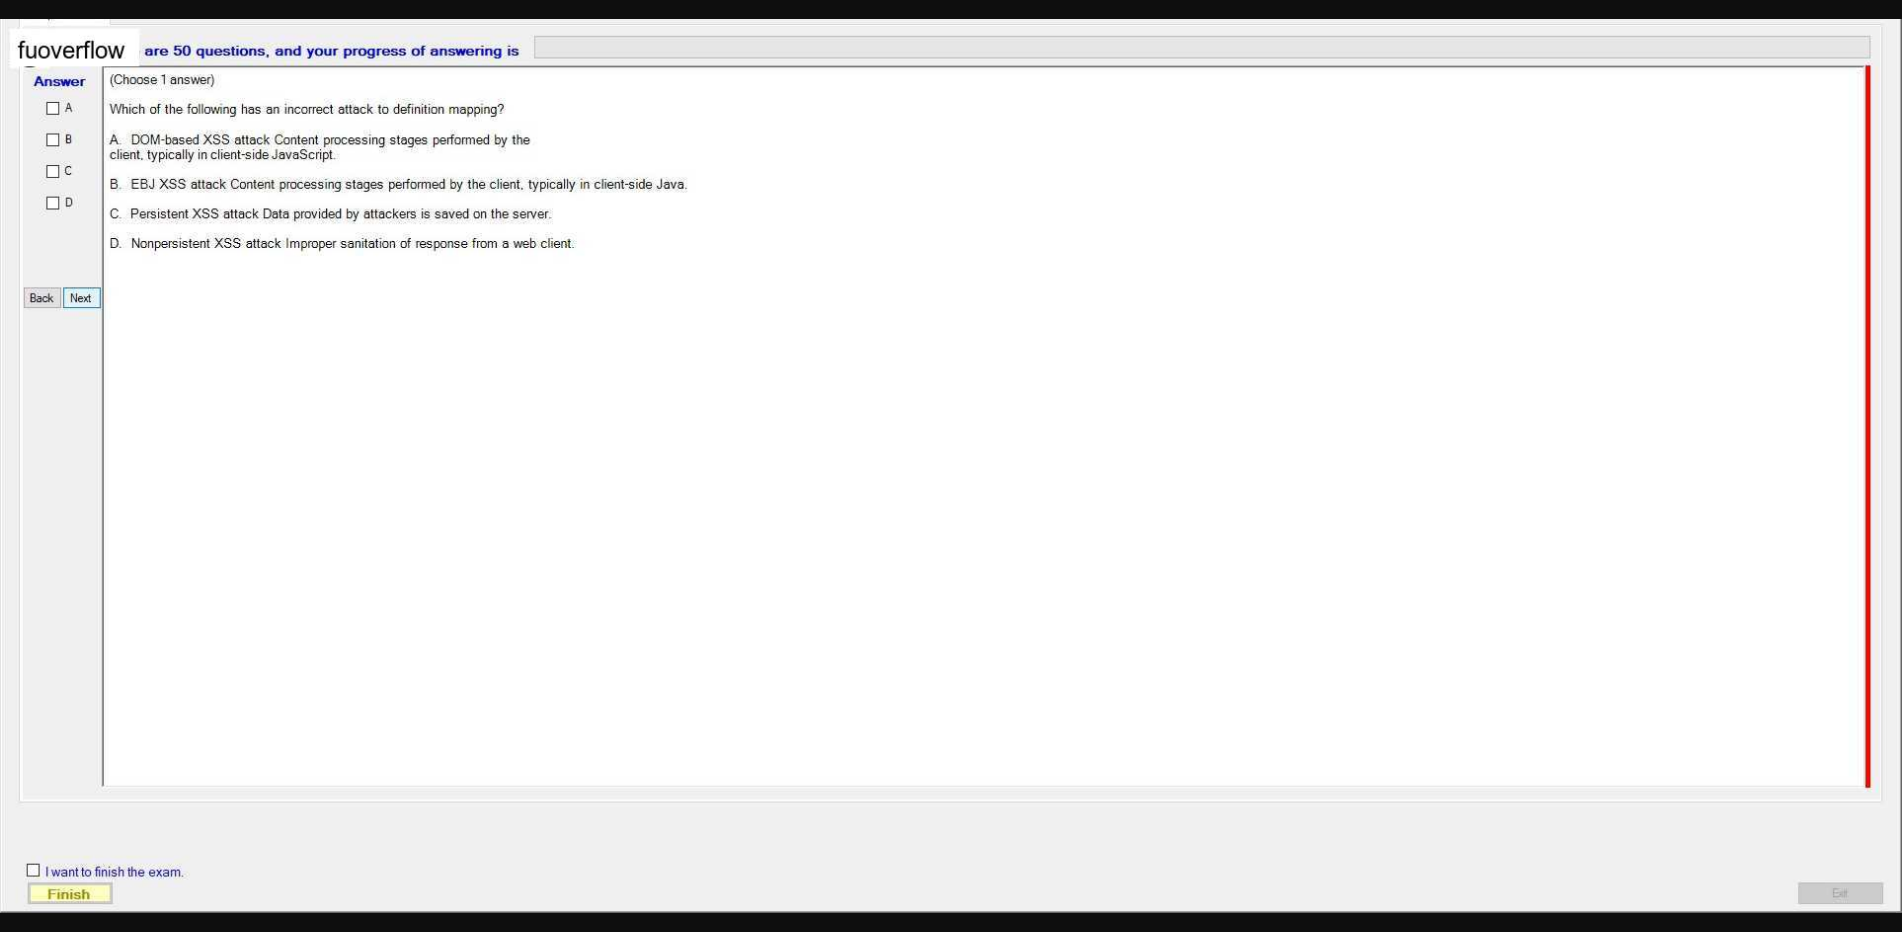 fuoverflow are 50 questions, and your progress of answering is
Answer
(Choose 1 answer)
A
Which of the following has an incorrect attack to definition mapping?
B
A. DOM-based XSS attack Content processing stages performed by the
client, typically in client-side JavaScript.
C
B. EBJ XSS attack Content processing stages performed by the client, typically in client-side Java.
D
C. Persistent XSS attack Data provided by attackers is saved on the server.
D. Nonpersistent XSS attack Improper sanitation of response from a web client.
Back Next
I want to finish the exam.
Finish
Exit